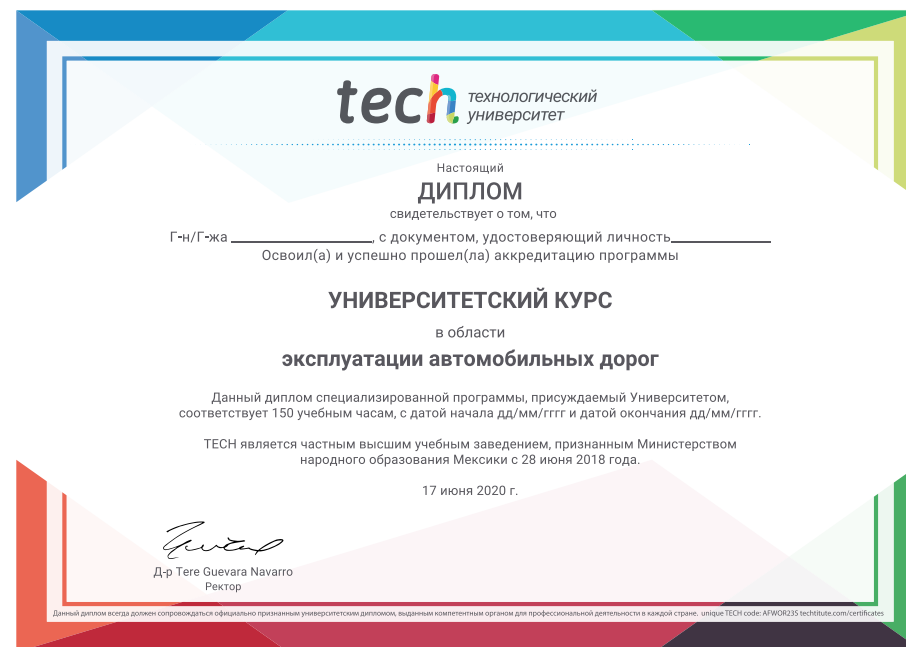 tech технологический
университет
Настоящий
ДИПЛОМ
свидетельствует о том, что
Г-н/Г-жа ____________________, с документом, удостоверяющий личность______________
Освоил(а) и успешно прошел(ла) аккредитацию программы
УНИВЕРСИТЕТСКИЙ КУРС
в области
эксплуатации автомобильных дорог
Данный диплом специализированной программы, присуждаемый Университетом,
соответствует 150 учебным часам, с датой начала дд/мм/гггг и датой окончания дд/мм/гггг.
TECH является частным высшим учебным заведением, признанным Министерством
народного образования Мексики с 28 июня 2018 года.
17 июня 2020 г.
Д-р Tere Guevara Navarro
Ректор
Данный диплом всегда должен сопровождаться официально признанным университетским дипломом, выданным компетентным органом для профессиональной деятельности в каждой стране. unique TECH code: AFWOR23S techtitute.com/certificates